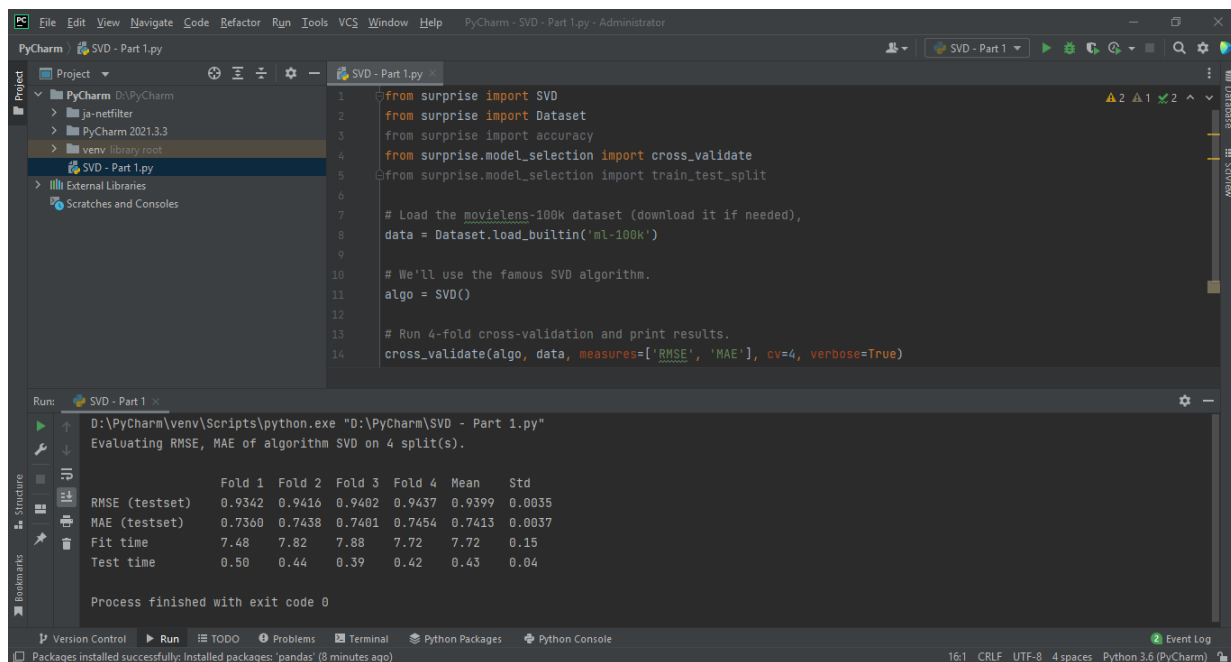 PC File Edit View Navigate Code Refactor Run Tools VCS Window Help PyCharm - SVD - Part 1.py - Administrator
PyCharm SVD - Part 1.py SVD - Part 1
Project Project SVD - Part 1.py
PyCharm D:\PyCharm
ja-netfilter
PyCharm 2021.3.3
venv library root
SVD - Part 1.py
External Libraries
Scratches and Consoles
2 1 2
Database
SciView
1 from surprise import SVD
2 from surprise import Dataset
3 from surprise import accuracy
4 from surprise.model_selection import cross_validate
5 from surprise.model_selection import train_test_split
6
7 # Load the movielens-100k dataset (download it if needed),
8 data = Dataset.load_builtin('ml-100k')
9
10 # We'll use the famous SVD algorithm.
11 algo = SVD()
12
13 # Run 4-fold cross-validation and print results.
14 cross_validate(algo, data, measures=['RMSE', 'MAE'], cv=4, verbose=True)
Run: SVD - Part 1
D:\PyCharm\venv\Scripts\python.exe "D:\PyCharm\SVD - Part 1.py"
Evaluating RMSE, MAE of algorithm SVD on 4 split(s).
Fold 1 Fold 2 Fold 3 Fold 4 Mean Std
RMSE (testset) 0.9342 0.9416 0.9402 0.9437 0.9399 0.0035
MAE (testset) 0.7360 0.7438 0.7401 0.7454 0.7413 0.0037
Fit time 7.48 7.82 7.88 7.72 7.72 0.15
Test time 0.50 0.44 0.39 0.42 0.43 0.04
Process finished with exit code 0
Structure
Bookmarks
Version Control Run TODO Problems Terminal Python Packages Python Console 2 Event Log
Packages installed successfully: Installed packages: 'pandas' (8 minutes ago) 16:1 CRLF UTF-8 4 spaces Python 3.6 (PyCharm)